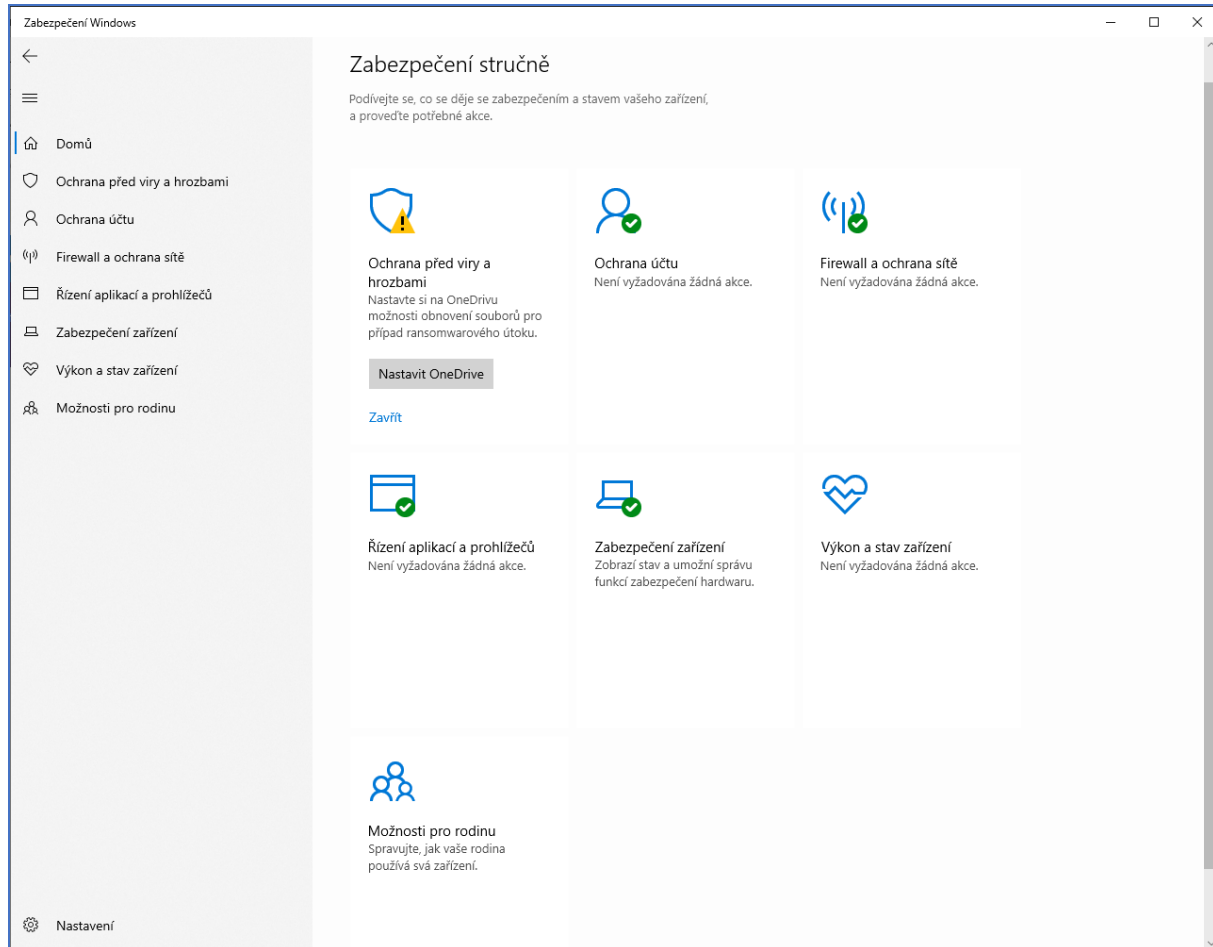 Zabezpečení Windows
Domů
Ochrana před viry a hrozbami
Ochrana účtu
Firewall a ochrana sítě
Řízení aplikací a prohlížečů
Zabezpečení zařízení
Výkon a stav zařízení
Možnosti pro rodinu
Nastavení
Zabezpečení stručně
Podívejte se, co se děje se zabezpečením a stavem vašeho zařízení,
a proveďte potřebné akce.
Ochrana před viry a
hrozbami
Nastavte si na OneDrivu
možnosti obnovení souborů pro
případ ransomwarového útoku.
Nastavit OneDrive
Zavřít
Ochrana účtu
Není vyžadována žádná akce.
Firewall a ochrana sítě
Není vyžadována žádná akce.
Řízení aplikací a prohlížečů
Není vyžadována žádná akce.
Zabezpečení zařízení
Zobrazí stav a umožní správu
funkcí zabezpečení hardwaru.
Výkon a stav zařízení
Není vyžadována žádná akce.
Možnosti pro rodinu
Spravujte, jak vaše rodina
používá svá zařízení.